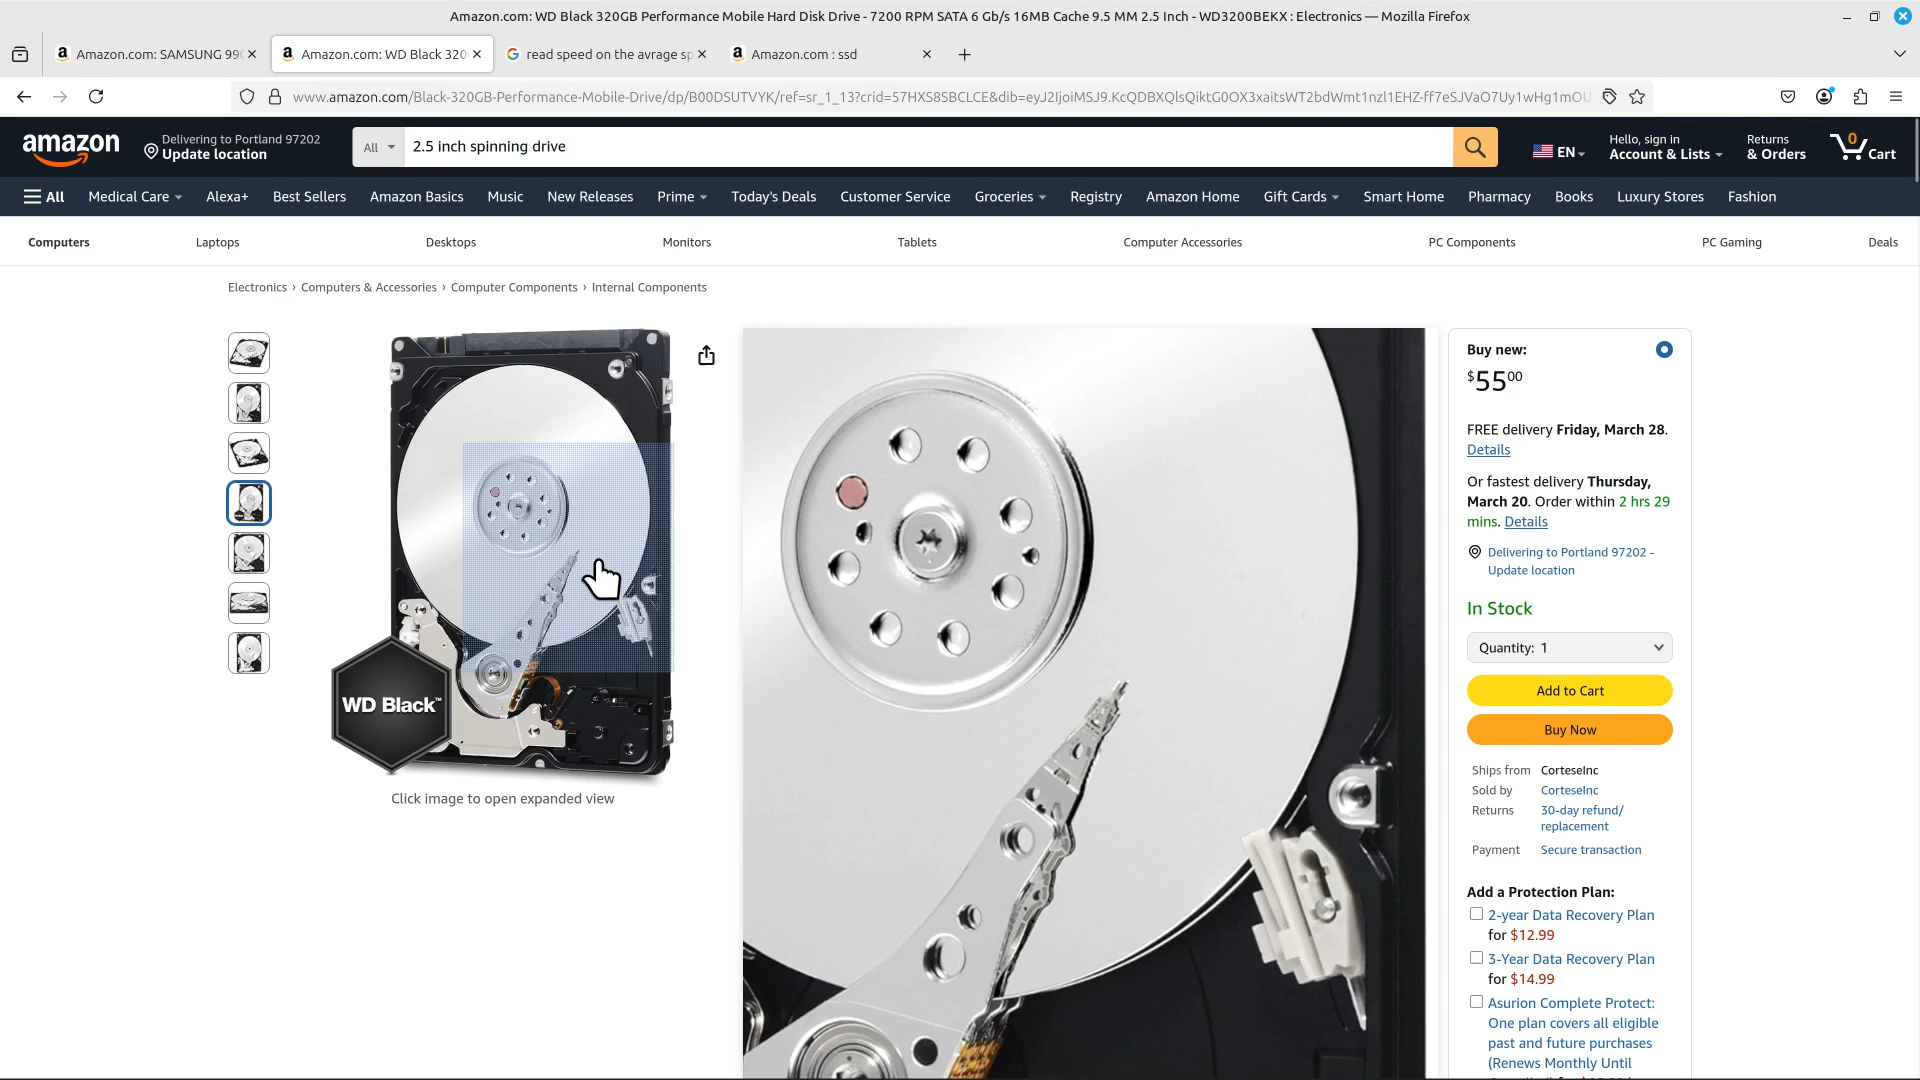 Amazon.com: WD Black 320GB Performance Mobile Hard Disk Drive - 7200 RPM SATA 6 Gb/s 16MB Cache 9.5 MM 2.5 Inch - WD3200BEKX : Electronics — Mozilla Firefox
Amazon.com: SAMSUNG 99
Amazon.com: WD Black 320
read speed on the avrage sp
Amazon.com : ssd
www.amazon.com/Black-320GB-Performance-Mobile-Drive/dp/B00DSUTVYK/ref=sr_1_13?crid=57HXS8SBCLCE&dib=eyJ2IjoiMSJ9.KcQDBXQlsQiktG0OX3xaitsWT2bdWmt1nzl1EHZ-ff7eSJVaO7Uy1wHg1mOU
amazon
Delivering to Portland 97202
Update location
All
2.5 inch spinning drive
EN
Hello, sign in
Account & Lists
Returns
& Orders
0
Cart
All
Medical Care
Alexa+
Best Sellers
Amazon Basics
Music
New Releases
Prime
Today's Deals
Customer Service
Groceries
Registry
Amazon Home
Gift Cards
Smart Home
Pharmacy
Books
Luxury Stores
Fashion
Computers
Laptops
Desktops
Monitors
Tablets
Computer Accessories
PC Components
PC Gaming
Deals
Electronics › Computers & Accessories › Computer Components › Internal Components
WD Black™
Click image to open expanded view
Buy new:
$55 00
FREE delivery Friday, March 28.
Details
Or fastest delivery Thursday,
March 20. Order within 2 hrs 29
mins. Details
Delivering to Portland 97202 -
Update location
In Stock
Quantity: 1
Add to Cart
Buy Now
Ships from CorteseInc
Sold by CorteseInc
Returns 30-day refund/
replacement
Payment Secure transaction
Add a Protection Plan:
2-year Data Recovery Plan
for $12.99
3-Year Data Recovery Plan
for $14.99
Asurion Complete Protect:
One plan covers all eligible
past and future purchases
(Renews Monthly Until